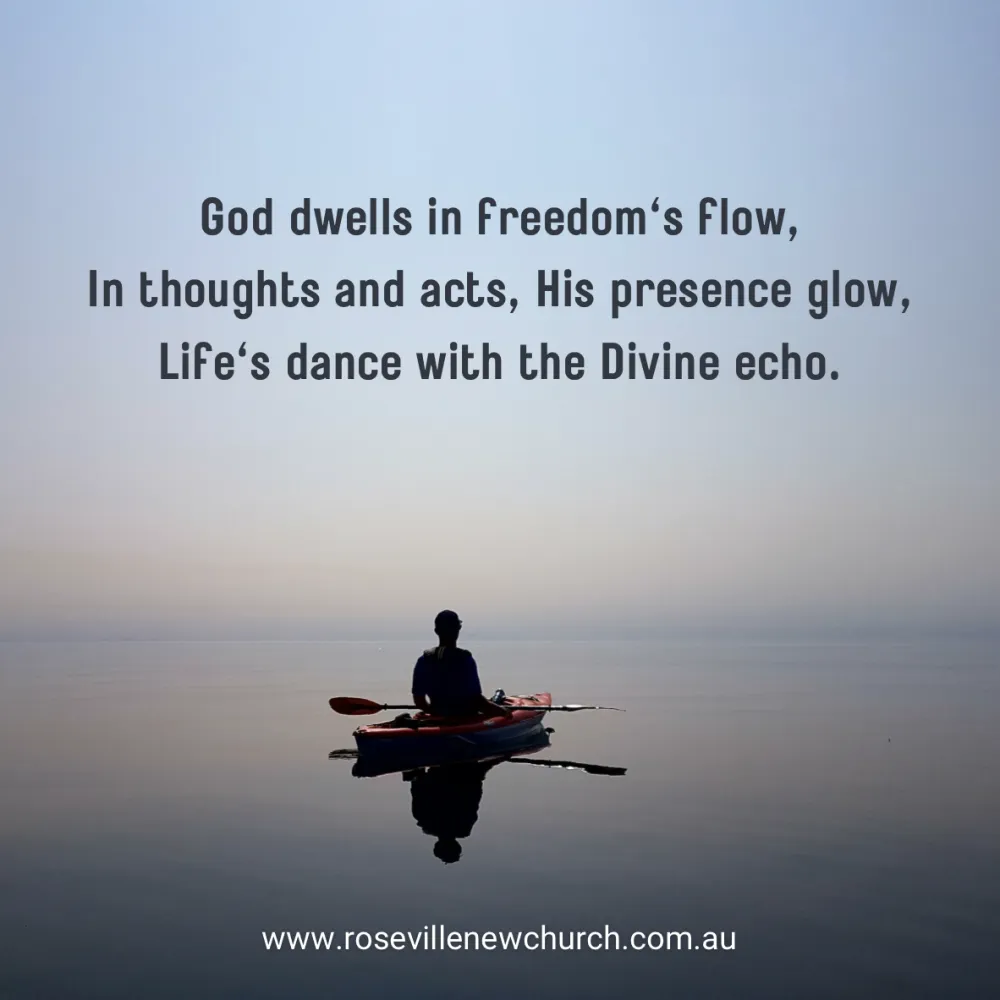 God dwells in freedom‘s flow,
In thoughts and acts, His presence glow,
Life‘s dance with the Divine echo.
www.rosevillenewchurch.com.au